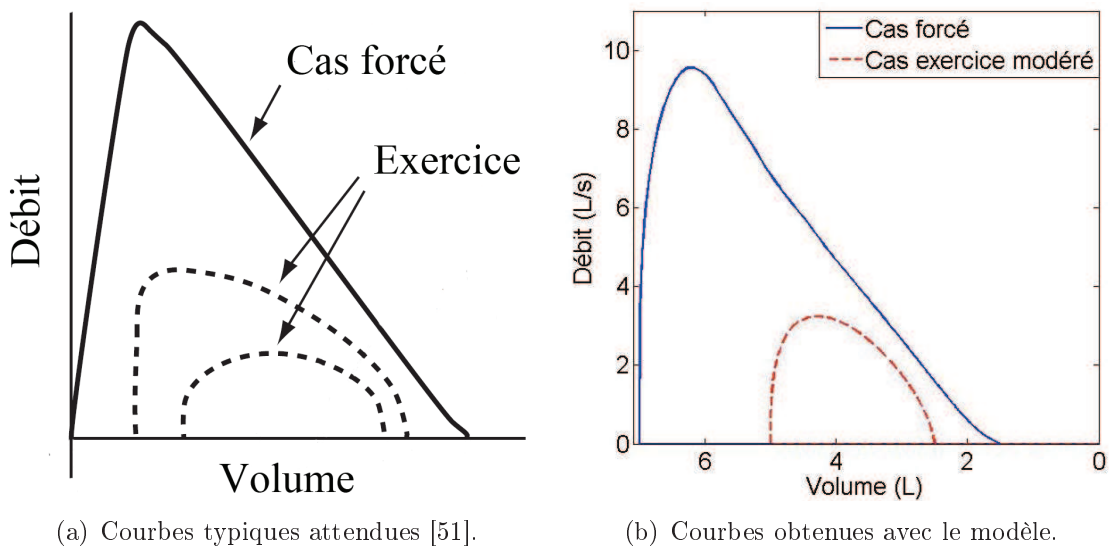 Cas forcé
Exercice
Débit
Volume
(a) Courbes typiques attendues [51].
Cas forcé
Cas exercice modéré
10
8
6
4
2
0
Débit (L/s)
6 4 2 0
Volume (L)
(b) Courbes obtenues avec le modèle.